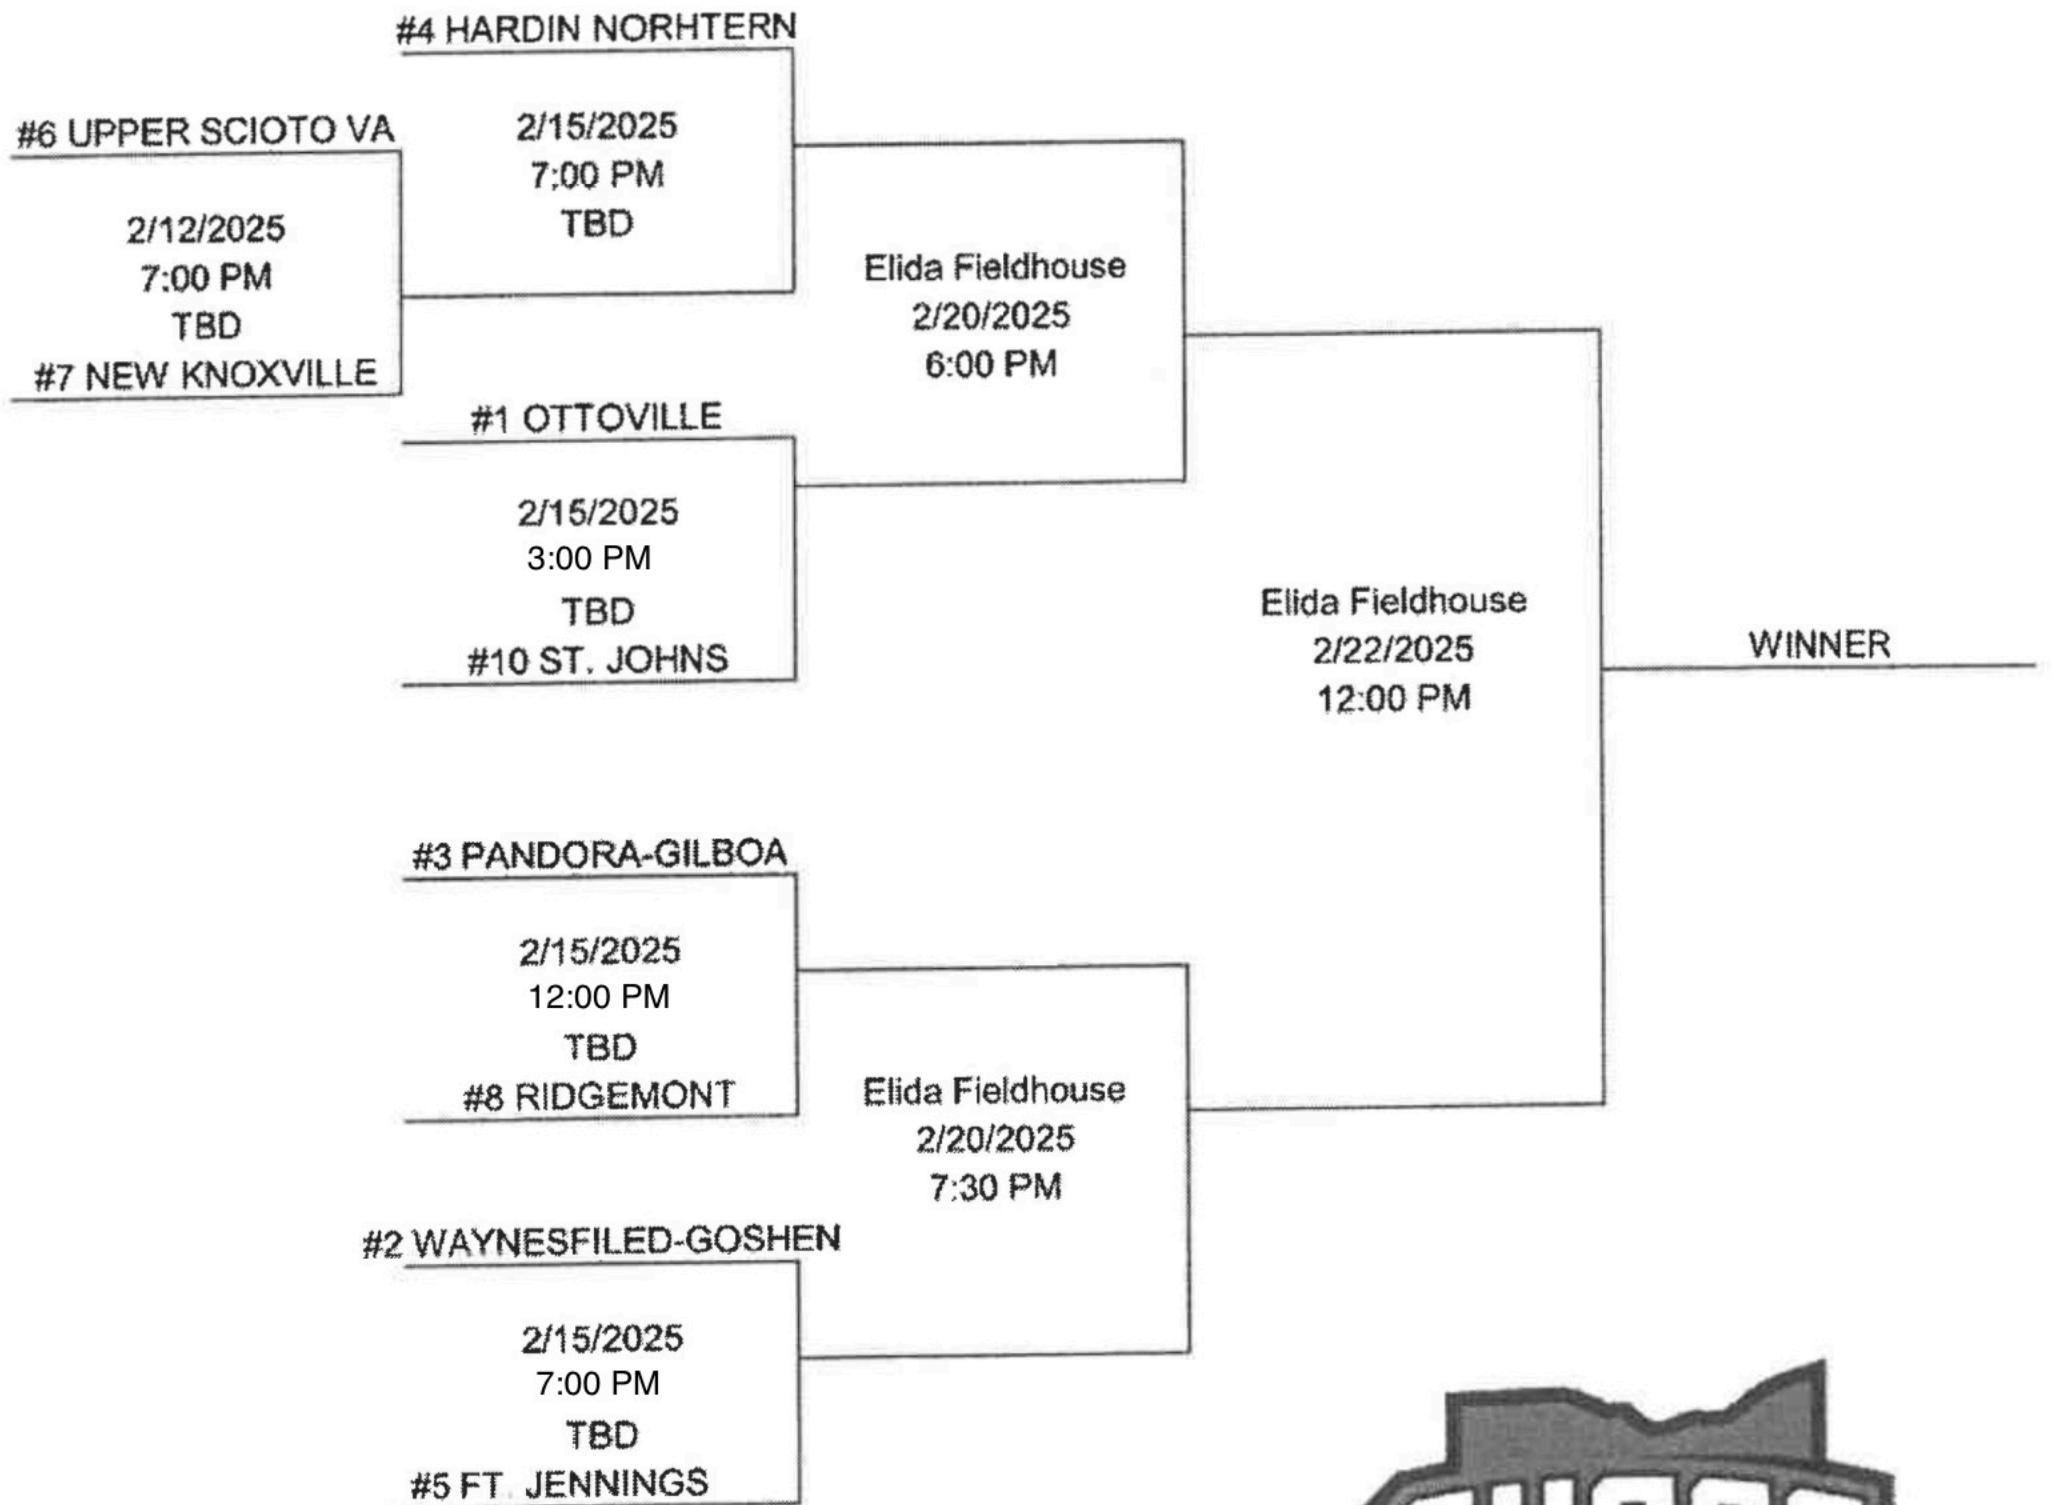 #4 HARDIN NORHTERN
#6 UPPER SCIOTO VA
2/15/2025
7:00 PM
TBD
2/12/2025
7:00 PM
TBD
#7 NEW KNOXVILLE
Elida Fieldhouse
2/20/2025
6:00 PM
#1 OTTOVILLE
2/15/2025
3:00 PM
TBD
#10 ST. JOHNS
Elida Fieldhouse
2/22/2025
12:00 PM
WINNER
#3 PANDORA-GILBOA
2/15/2025
12:00 PM
TBD
#8 RIDGEMONT
Elida Fieldhouse
2/20/2025
7:30 PM
#2 WAYNESFILED-GOSHEN
2/15/2025
7:00 PM
TBD
#5 FT. JENNINGS